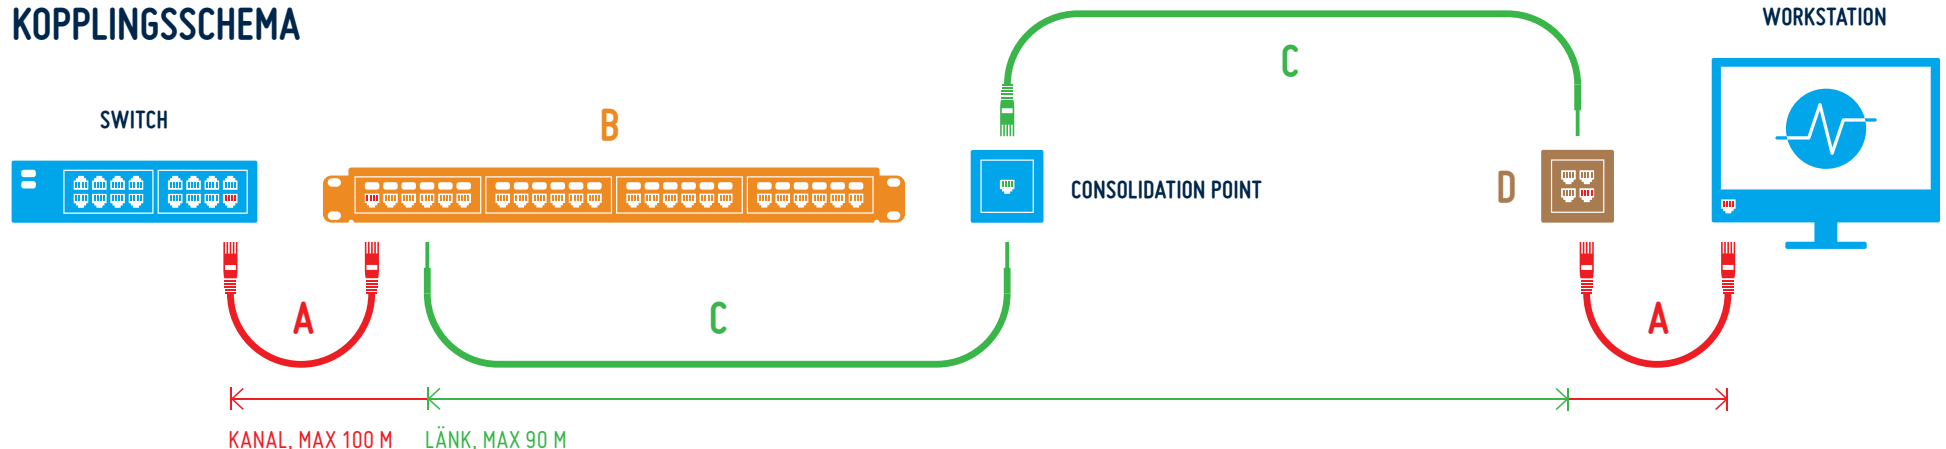 KOPPLINGSSCHEMA
WORKSTATION
C
SWITCH
B
CONSOLIDATION POINT
D
A
C
A
KANAL, MAX 100 M
LÄNK, MAX 90 M